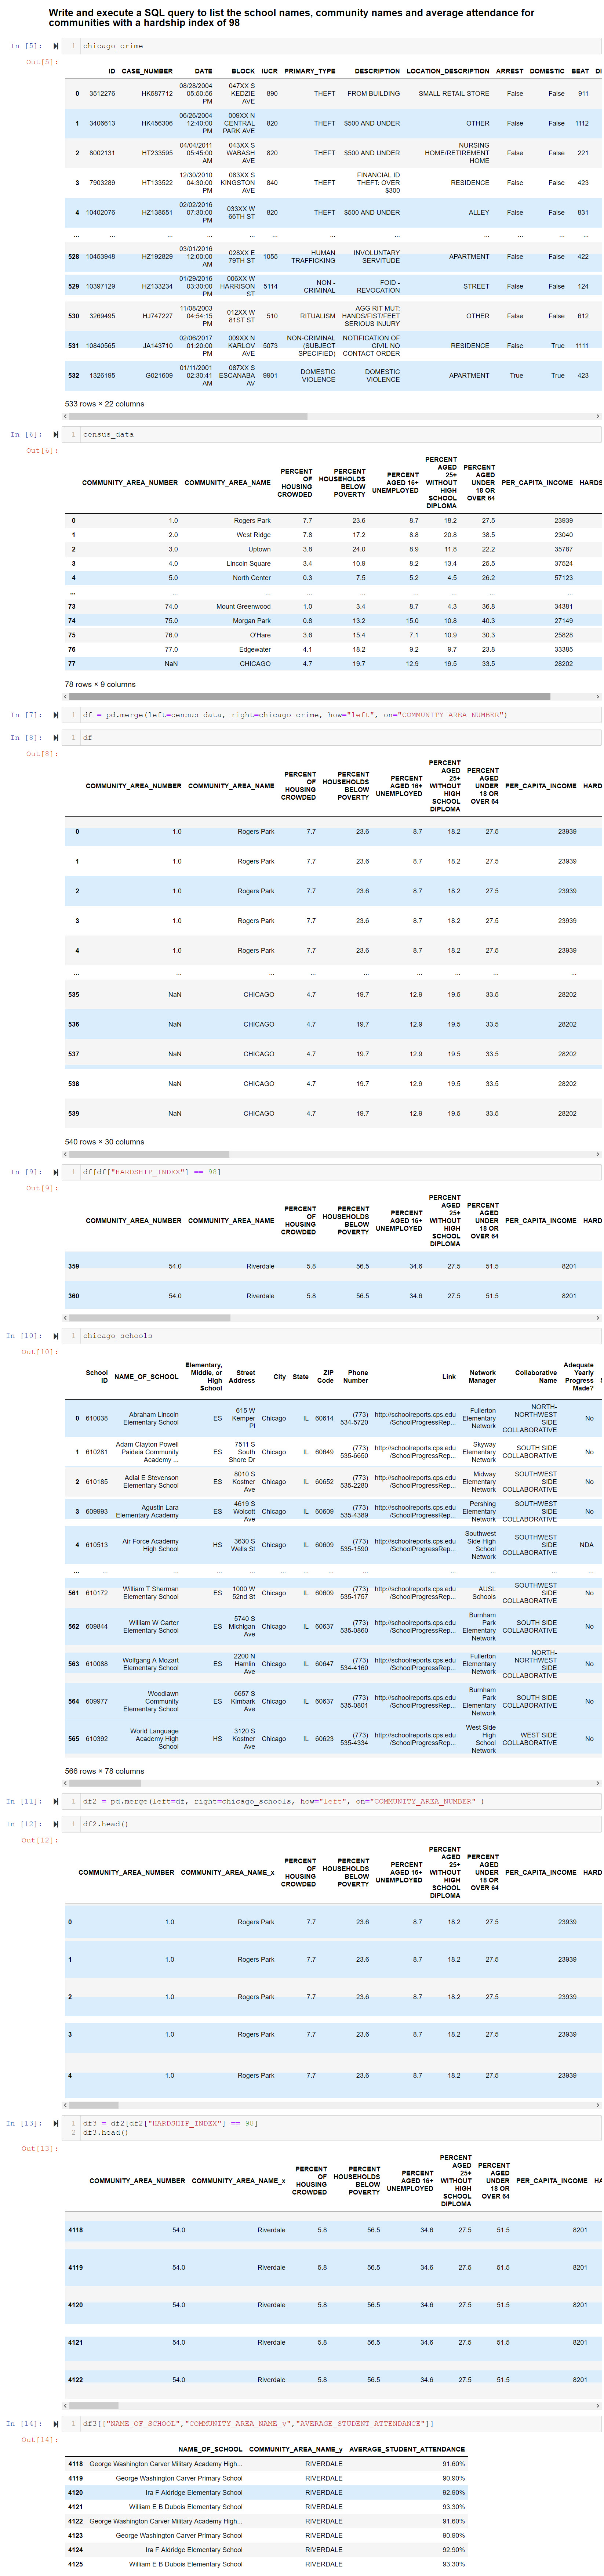 Write and execute a SQL query to list the school names, community names and average attendance for
communities with a hardship index of 98
In [5]: 1 chicago_crime
Out[5]:
ID CASE_NUMBER DATE BLOCK IUCR PRIMARY_TYPE DESCRIPTION LOCATION_DESCRIPTION ARREST DOMESTIC BEAT DI
0 3512276 HK587712 08/28/2004 05:50:56 PM 047XX S KEDZIE AVE 890 THEFT FROM BUILDING SMALL RETAIL STORE False False 911
1 3406613 HK456306 06/26/2004 12:40:00 PM 009XX N CENTRAL PARK AVE 820 THEFT $500 AND UNDER OTHER False False 1112
2 8002131 HT233595 04/04/2011 05:45:00 AM 043XX S WABASH AVE 820 THEFT $500 AND UNDER NURSING HOME/RETIREMENT HOME False False 221
3 7903289 HT133522 12/30/2010 04:30:00 PM 083XX S KINGSTON AVE 840 THEFT FINANCIAL ID THEFT: OVER $300 RESIDENCE False False 423
4 10402076 HZ138551 02/02/2016 07:30:00 PM 033XX W 66TH ST 820 THEFT $500 AND UNDER ALLEY False False 831
... ... ... ... ... ... ... ... ... ... ... ...
528 10453948 HZ192829 03/01/2016 12:00:00 AM 028XX E 79TH ST 1055 HUMAN TRAFFICKING INVOLUNTARY SERVITUDE APARTMENT False False 422
529 10397129 HZ133234 01/29/2016 03:30:00 PM 006XX W HARRISON ST 5114 NON - CRIMINAL FOID - REVOCATION STREET False False 124
530 3269495 HJ747227 11/08/2003 04:54:15 PM 012XX W 81ST ST 510 RITUALISM AGG RIT MUT: HANDS/FIST/FEET SERIOUS INJURY OTHER False False 612
531 10840565 JA143710 02/06/2017 01:20:00 PM 009XX N KARLOV AVE 5073 NON-CRIMINAL (SUBJECT SPECIFIED) NOTIFICATION OF CIVIL NO CONTACT ORDER RESIDENCE False True 1111
532 1326195 G021609 01/11/2001 02:30:41 AM 087XX S ESCANABA AV 9901 DOMESTIC VIOLENCE DOMESTIC VIOLENCE APARTMENT True True 423
533 rows × 22 columns
In [6]: 1 census_data
Out[6]:
COMMUNITY_AREA_NUMBER COMMUNITY_AREA_NAME PERCENT OF HOUSING CROWDED PERCENT HOUSEHOLDS BELOW POVERTY PERCENT AGED 16+ UNEMPLOYED PERCENT AGED 25+ WITHOUT HIGH SCHOOL DIPLOMA PERCENT AGED UNDER 18 OR OVER 64 PER_CAPITA_INCOME HARDS
0 1.0 Rogers Park 7.7 23.6 8.7 18.2 27.5 23939
1 2.0 West Ridge 7.8 17.2 8.8 20.8 38.5 23040
2 3.0 Uptown 3.8 24.0 8.9 11.8 22.2 35787
3 4.0 Lincoln Square 3.4 10.9 8.2 13.4 25.5 37524
4 5.0 North Center 0.3 7.5 5.2 4.5 26.2 57123
... ... ... ... ... ... ... ... ...
73 74.0 Mount Greenwood 1.0 3.4 8.7 4.3 36.8 34381
74 75.0 Morgan Park 0.8 13.2 15.0 10.8 40.3 27149
75 76.0 O'Hare 3.6 15.4 7.1 10.9 30.3 25828
76 77.0 Edgewater 4.1 18.2 9.2 9.7 23.8 33385
77 NaN CHICAGO 4.7 19.7 12.9 19.5 33.5 28202
78 rows × 9 columns
In [7]: 1 df = pd.merge(left=census_data, right=chicago_crime, how="left", on="COMMUNITY_AREA_NUMBER")
In [8]: 1 df
Out[8]:
COMMUNITY_AREA_NUMBER COMMUNITY_AREA_NAME PERCENT OF HOUSING CROWDED PERCENT HOUSEHOLDS BELOW POVERTY PERCENT AGED 16+ UNEMPLOYED PERCENT AGED 25+ WITHOUT HIGH SCHOOL DIPLOMA PERCENT AGED UNDER 18 OR OVER 64 PER_CAPITA_INCOME HARD
0 1.0 Rogers Park 7.7 23.6 8.7 18.2 27.5 23939
1 1.0 Rogers Park 7.7 23.6 8.7 18.2 27.5 23939
2 1.0 Rogers Park 7.7 23.6 8.7 18.2 27.5 23939
3 1.0 Rogers Park 7.7 23.6 8.7 18.2 27.5 23939
4 1.0 Rogers Park 7.7 23.6 8.7 18.2 27.5 23939
... ... ... ... ... ... ... ... ...
535 NaN CHICAGO 4.7 19.7 12.9 19.5 33.5 28202
536 NaN CHICAGO 4.7 19.7 12.9 19.5 33.5 28202
537 NaN CHICAGO 4.7 19.7 12.9 19.5 33.5 28202
538 NaN CHICAGO 4.7 19.7 12.9 19.5 33.5 28202
539 NaN CHICAGO 4.7 19.7 12.9 19.5 33.5 28202
540 rows × 30 columns
In [9]: 1 df[df["HARDSHIP_INDEX"] == 98]
Out[9]:
COMMUNITY_AREA_NUMBER COMMUNITY_AREA_NAME PERCENT OF HOUSING CROWDED PERCENT HOUSEHOLDS BELOW POVERTY PERCENT AGED 16+ UNEMPLOYED PERCENT AGED 25+ WITHOUT HIGH SCHOOL DIPLOMA PERCENT AGED UNDER 18 OR OVER 64 PER_CAPITA_INCOME HARD
359 54.0 Riverdale 5.8 56.5 34.6 27.5 51.5 8201
360 54.0 Riverdale 5.8 56.5 34.6 27.5 51.5 8201
In [10]: 1 chicago_schools
Out[10]:
School ID NAME_OF_SCHOOL Elementary, Middle, or High School Street Address City State ZIP Code Phone Number Link Network Manager Collaborative Name Adequate Yearly Progress Made?
0 610038 Abraham Lincoln Elementary School ES 615 W Kemper Pl Chicago IL 60614 (773) 534-5720 http://schoolreports.cps.edu /SchoolProgressRep... Fullerton Elementary Network NORTH-NORTHWEST SIDE COLLABORATIVE No
1 610281 Adam Clayton Powell Paideia Community Academy ... ES 7511 S South Shore Dr Chicago IL 60649 (773) 535-6650 http://schoolreports.cps.edu /SchoolProgressRep... Skyway Elementary Network SOUTH SIDE COLLABORATIVE No
2 610185 Adlai E Stevenson Elementary School ES 8010 S Kostner Ave Chicago IL 60652 (773) 535-2280 http://schoolreports.cps.edu /SchoolProgressRep... Midway Elementary Network SOUTHWEST SIDE COLLABORATIVE No
3 609993 Agustin Lara Elementary Academy ES 4619 S Wolcott Ave Chicago IL 60609 (773) 535-4389 http://schoolreports.cps.edu /SchoolProgressRep... Pershing Elementary Network SOUTHWEST SIDE COLLABORATIVE No
4 610513 Air Force Academy High School HS 3630 S Wells St Chicago IL 60609 (773) 535-1590 http://schoolreports.cps.edu /SchoolProgressRep... Southwest Side High School Network SOUTHWEST SIDE COLLABORATIVE NDA
... ... ... ... ... ... ... ... ... ... ... ... ...
561 610172 William T Sherman Elementary School ES 1000 W 52nd St Chicago IL 60609 (773) 535-1757 http://schoolreports.cps.edu /SchoolProgressRep... AUSL Schools SOUTHWEST SIDE COLLABORATIVE No
562 609844 William W Carter Elementary School ES 5740 S Michigan Ave Chicago IL 60637 (773) 535-0860 http://schoolreports.cps.edu /SchoolProgressRep... Burnham Park Elementary Network SOUTH SIDE COLLABORATIVE No
563 610088 Wolfgang A Mozart Elementary School ES 2200 N Hamlin Ave Chicago IL 60647 (773) 534-4160 http://schoolreports.cps.edu /SchoolProgressRep... Fullerton Elementary Network NORTH-NORTHWEST SIDE COLLABORATIVE No
564 609977 Woodlawn Community Elementary School ES 6657 S Kimbark Ave Chicago IL 60637 (773) 535-0801 http://schoolreports.cps.edu /SchoolProgressRep... Burnham Park Elementary Network SOUTH SIDE COLLABORATIVE No
565 610392 World Language Academy High School HS 3120 S Kostner Ave Chicago IL 60623 (773) 535-4334 http://schoolreports.cps.edu /SchoolProgressRep... West Side High School Network WEST SIDE COLLABORATIVE No
566 rows × 78 columns
In [11]: 1 df2 = pd.merge(left=df, right=chicago_schools, how="left", on="COMMUNITY_AREA_NUMBER" )
In [12]: 1 df2.head()
Out[12]:
COMMUNITY_AREA_NUMBER COMMUNITY_AREA_NAME_x PERCENT OF HOUSING CROWDED PERCENT HOUSEHOLDS BELOW POVERTY PERCENT AGED 16+ UNEMPLOYED PERCENT AGED 25+ WITHOUT HIGH SCHOOL DIPLOMA PERCENT AGED UNDER 18 OR OVER 64 PER_CAPITA_INCOME HARD
0 1.0 Rogers Park 7.7 23.6 8.7 18.2 27.5 23939
1 1.0 Rogers Park 7.7 23.6 8.7 18.2 27.5 23939
2 1.0 Rogers Park 7.7 23.6 8.7 18.2 27.5 23939
3 1.0 Rogers Park 7.7 23.6 8.7 18.2 27.5 23939
4 1.0 Rogers Park 7.7 23.6 8.7 18.2 27.5 23939
In [13]: 1 df3 = df2[df2["HARDSHIP_INDEX"] == 98]
2 df3.head()
Out[13]:
COMMUNITY_AREA_NUMBER COMMUNITY_AREA_NAME_x PERCENT OF HOUSING CROWDED PERCENT HOUSEHOLDS BELOW POVERTY PERCENT AGED 16+ UNEMPLOYED PERCENT AGED 25+ WITHOUT HIGH SCHOOL DIPLOMA PERCENT AGED UNDER 18 OR OVER 64 PER_CAPITA_INCOME HA
4118 54.0 Riverdale 5.8 56.5 34.6 27.5 51.5 8201
4119 54.0 Riverdale 5.8 56.5 34.6 27.5 51.5 8201
4120 54.0 Riverdale 5.8 56.5 34.6 27.5 51.5 8201
4121 54.0 Riverdale 5.8 56.5 34.6 27.5 51.5 8201
4122 54.0 Riverdale 5.8 56.5 34.6 27.5 51.5 8201
In [14]: 1 df3[["NAME_OF_SCHOOL","COMMUNITY_AREA_NAME_y","AVERAGE_STUDENT_ATTENDANCE"]]
Out[14]:
NAME_OF_SCHOOL COMMUNITY_AREA_NAME_y AVERAGE_STUDENT_ATTENDANCE
4118 George Washington Carver Military Academy High... RIVERDALE 91.60%
4119 George Washington Carver Primary School RIVERDALE 90.90%
4120 Ira F Aldridge Elementary School RIVERDALE 92.90%
4121 William E B Dubois Elementary School RIVERDALE 93.30%
4122 George Washington Carver Military Academy High... RIVERDALE 91.60%
4123 George Washington Carver Primary School RIVERDALE 90.90%
4124 Ira F Aldridge Elementary School RIVERDALE 92.90%
4125 William E B Dubois Elementary School RIVERDALE 93.30%